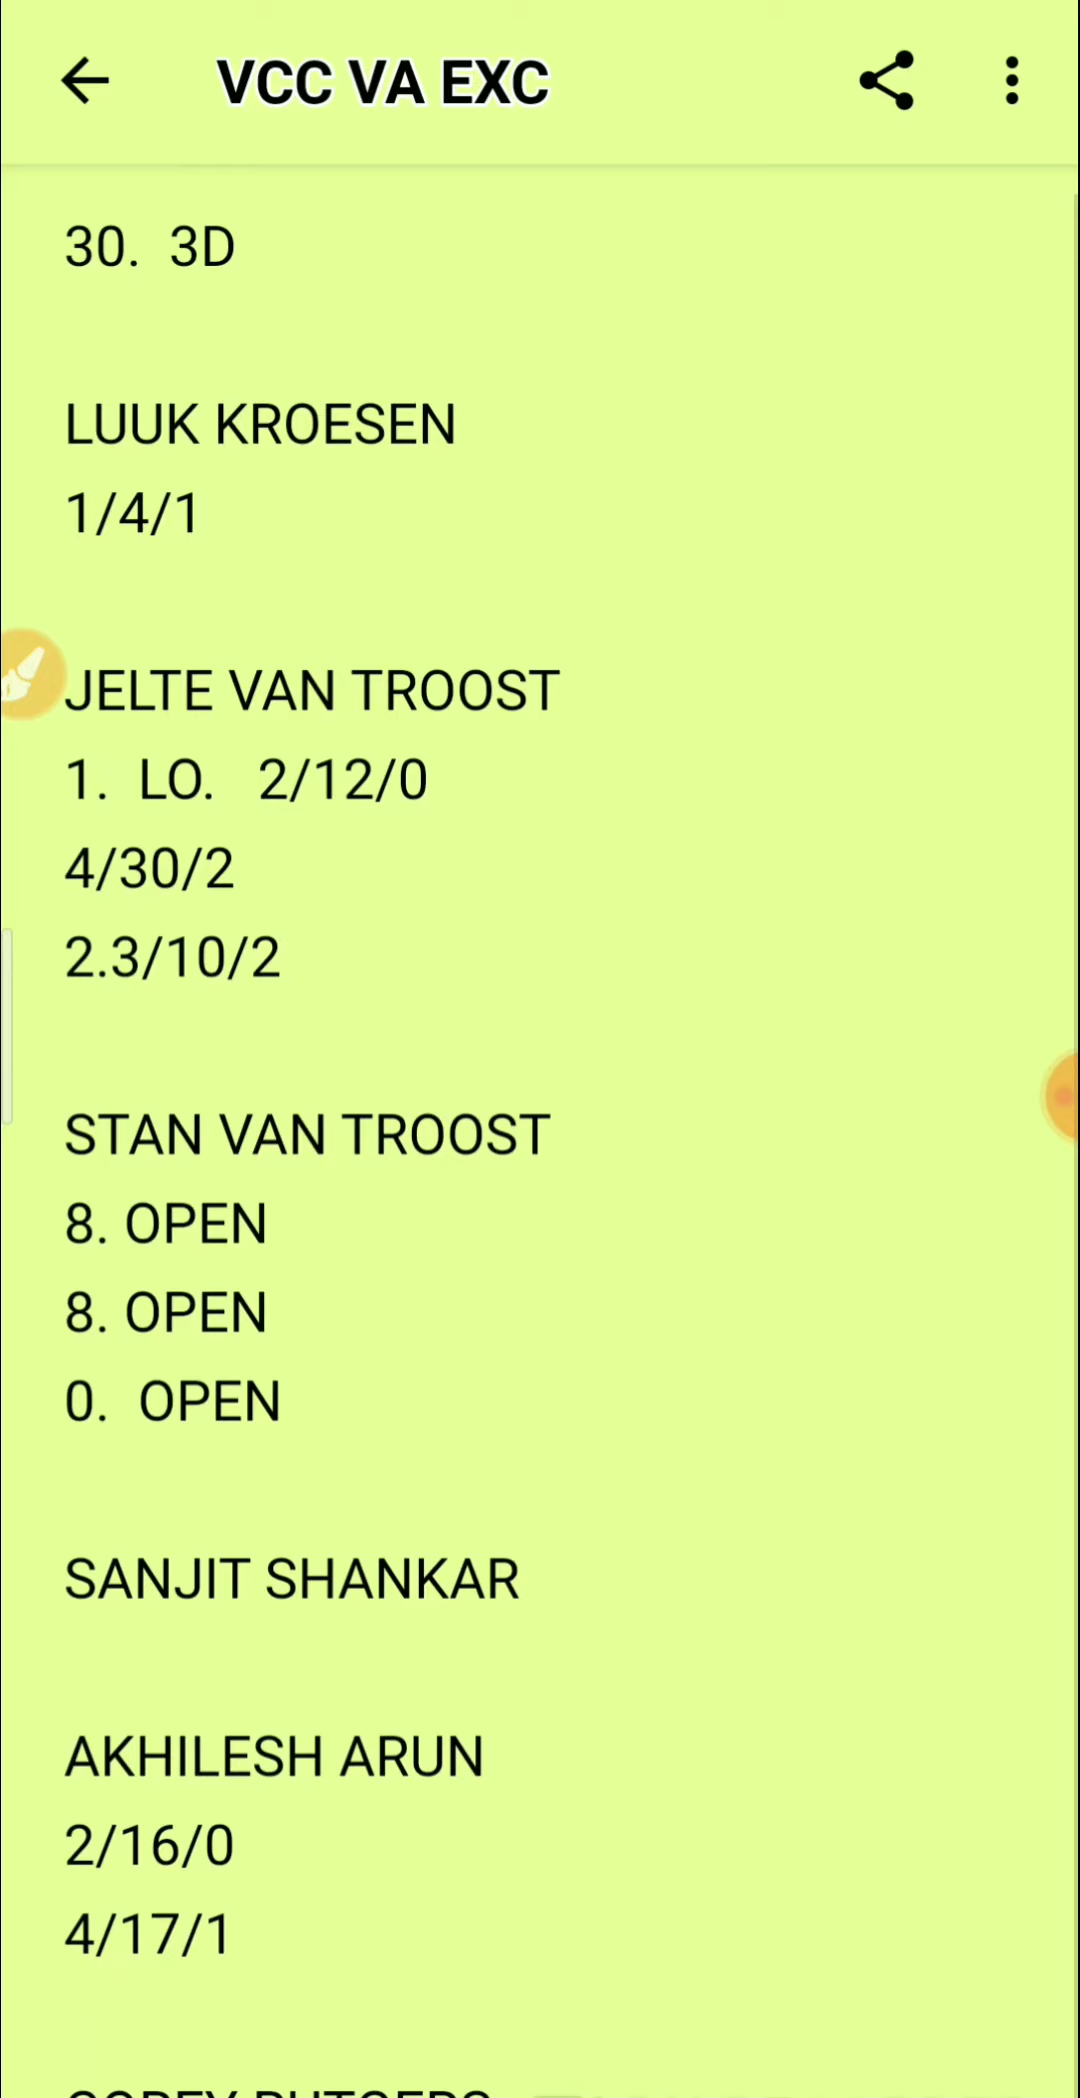 VCC VA EXC
30. 3D
LUUK KROESEN
1/4/1
JELTE VAN TROOST
1. LO. 2/12/0
4/30/2
2.3/10/2
STAN VAN TROOST
8. OPEN
8. OPEN
0. OPEN
SANJIT SHANKAR
AKHILESH ARUN
2/16/0
4/17/1